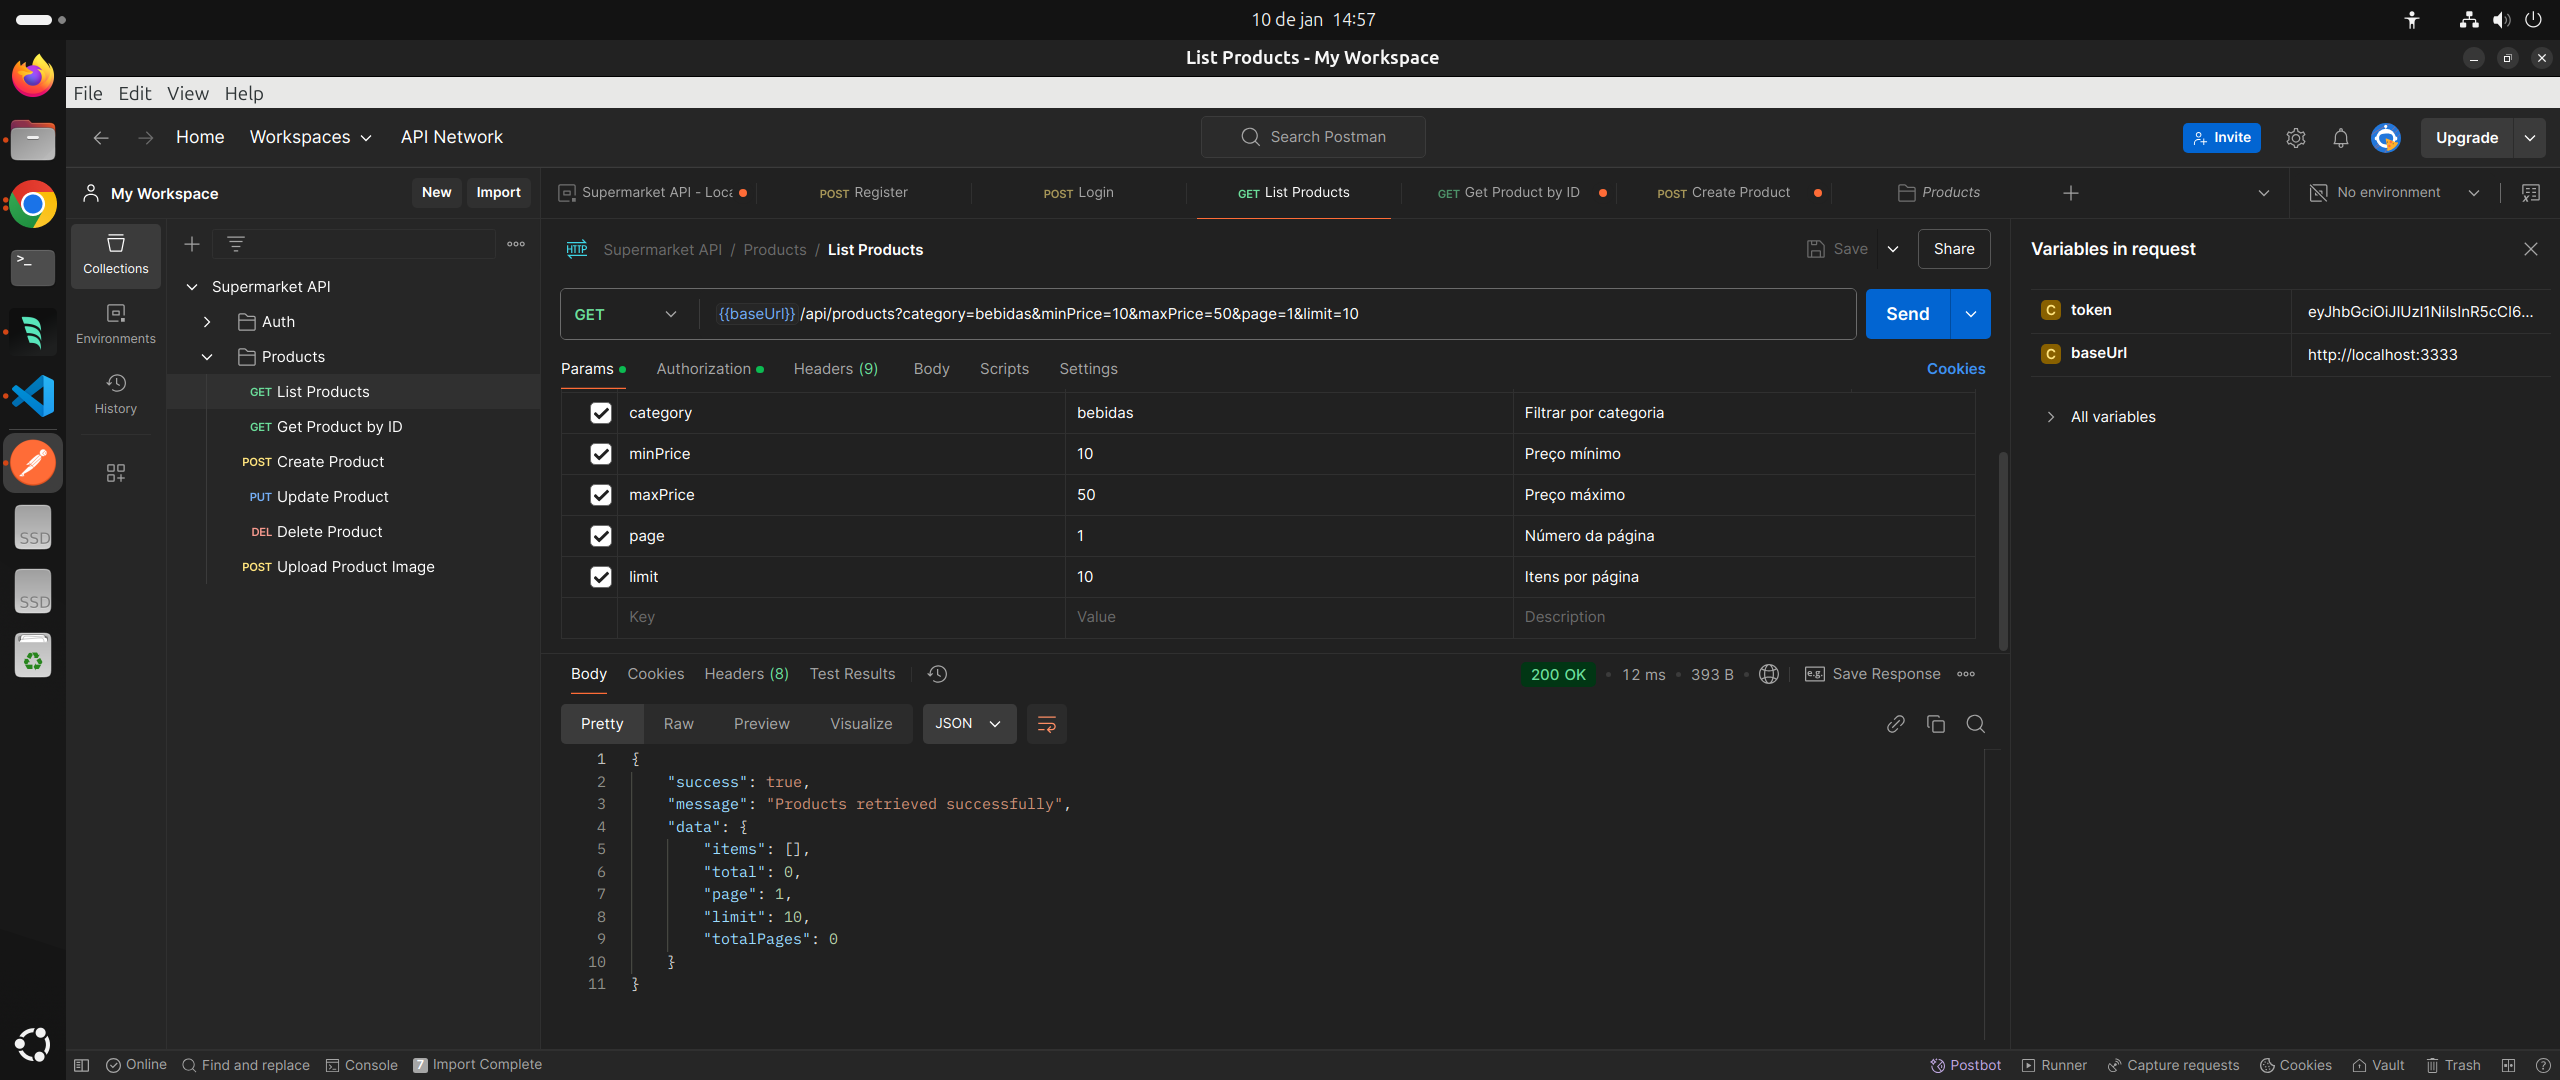 10 de jan 14:57
List Products - My Workspace
File Edit View Help
Home Workspaces API Network
Search Postman
Invite
Upgrade
My Workspace
New Import
Supermarket API - Loca
POST Register
POST Login
GET List Products
GET Get Product by ID
POST Create Product
Products
No environment
Collections
Environments
History
Supermarket API
Auth
Products
GET List Products
GET Get Product by ID
POST Create Product
PUT Update Product
DEL Delete Product
POST Upload Product Image
HTTP Supermarket API / Products / List Products
Save Share
GET {{baseUrl}}/api/products?category=bebidas&minPrice=10&maxPrice=50&page=1&limit=10
Send
Params Authorization Headers (9) Body Scripts Settings
Cookies
category bebidas Filtrar por categoria
minPrice 10 Preço mínimo
maxPrice 50 Preço máximo
page 1 Número da página
limit 10 Itens por página
Key Value Description
Body Cookies Headers (8) Test Results
200 OK 12 ms 393 B e.g. Save Response
Pretty Raw Preview Visualize JSON
1 {
2 "success": true,
3 "message": "Products retrieved successfully",
4 "data": {
5 "items": [],
6 "total": 0,
7 "page": 1,
8 "limit": 10,
9 "totalPages": 0
10 }
11 }
Variables in request
C token eyJhbGciOiJIUzI1NiIsInR5cCI6...
C baseUrl http://localhost:3333
All variables
SSD
SSD
Online Find and replace Console 7 Import Complete
Postbot Runner Capture requests Cookies Vault Trash